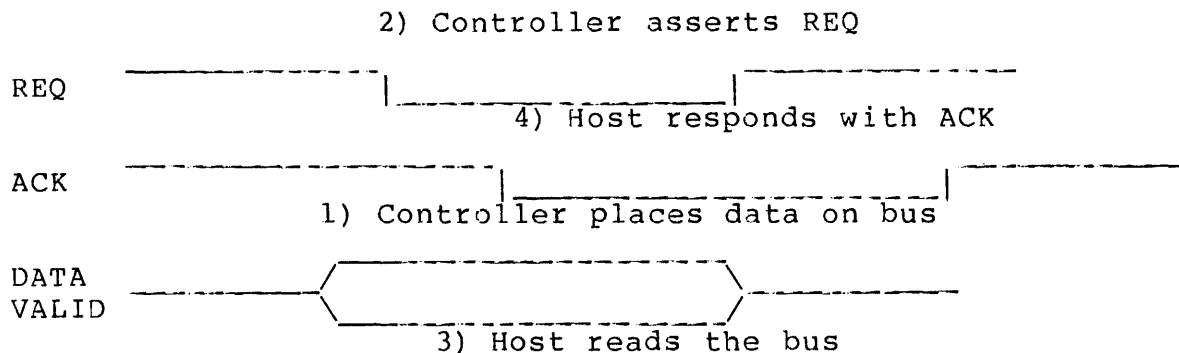 2) Controller asserts REQ
REQ
4) Host responds with ACK
ACK
1) Controller places data on bus
DATA
VALID
3) Host reads the bus